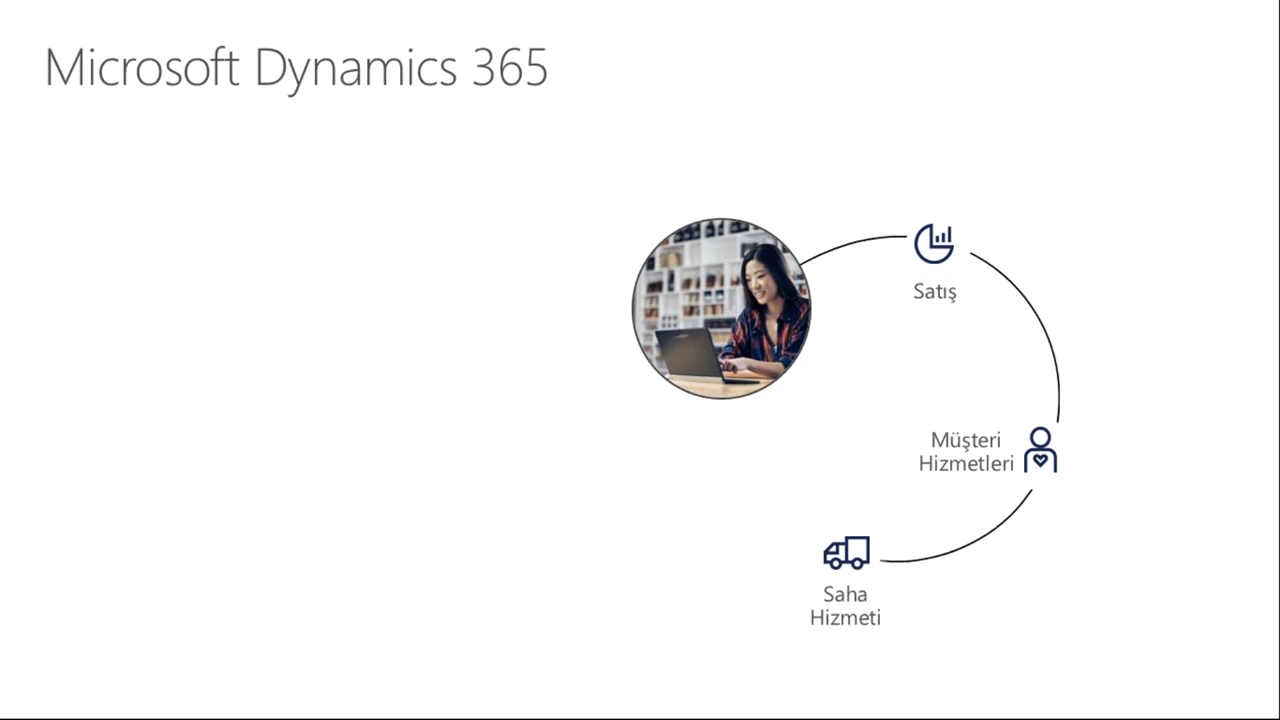 Microsoft Dynamics 365
Satış
Müşteri
Hizmetleri
Saha
Hizmeti